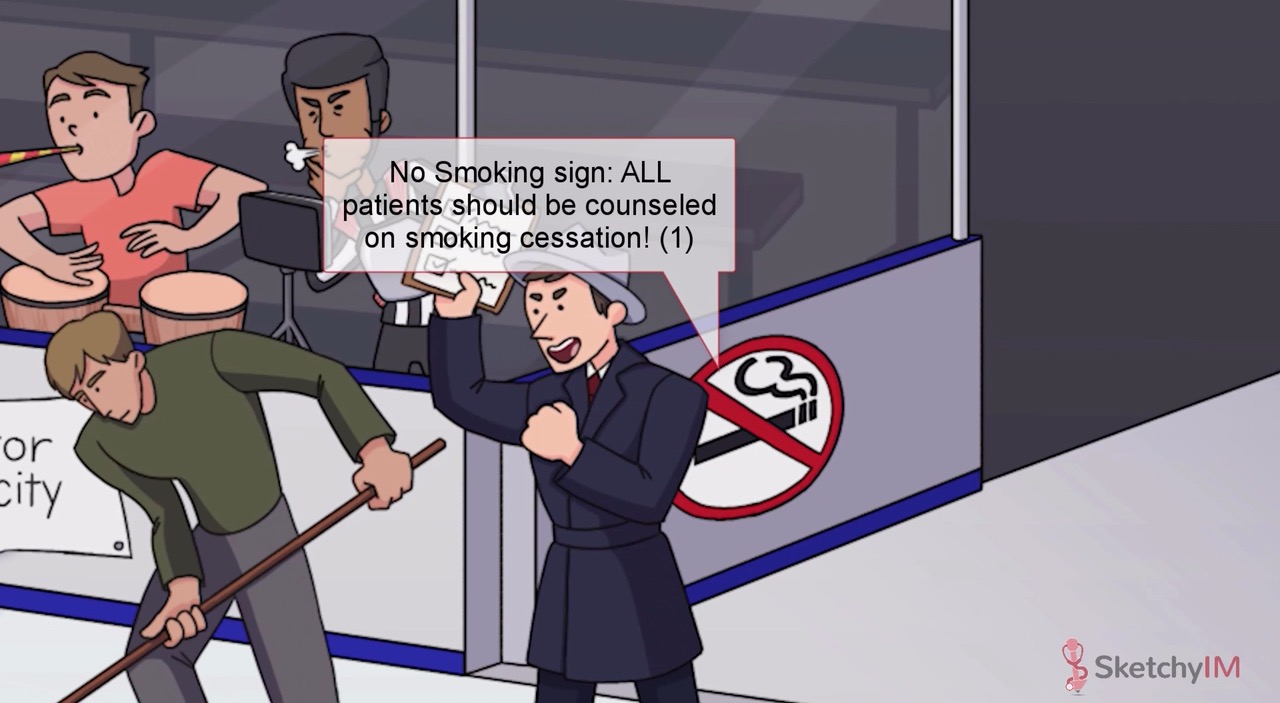 No Smoking sign: ALL
patients should be counseled
on smoking cessation! (1)
or
city
SketchyIM